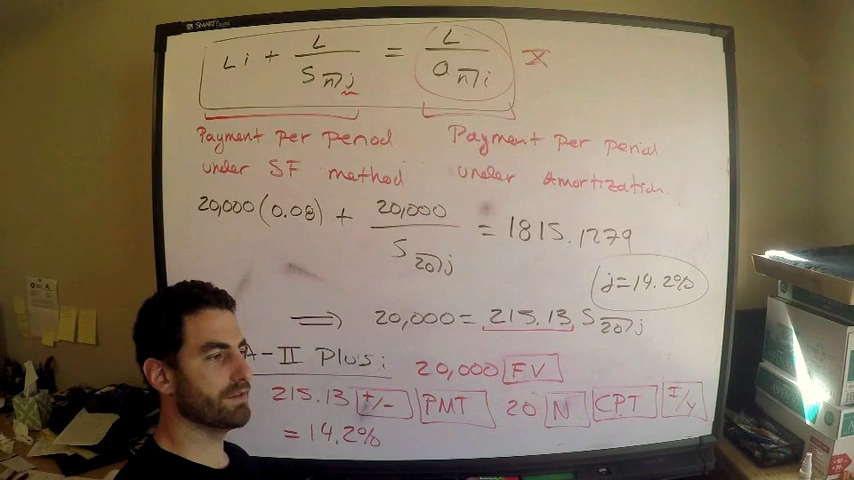 SMART
Li + L/S n⌉j = L/a n⌉i X
Payment per period under SF method
Payment per period under Amortization.
20,000(0.08) + 20,000/S 20⌉j = 1815.1279
j=14.2%
⟹ 20,000 = 215.13 S 20⌉j
A-II Plus: 20,000 FV
215.13 +/- PMT 20 N CPT I/Y
= 14.2%